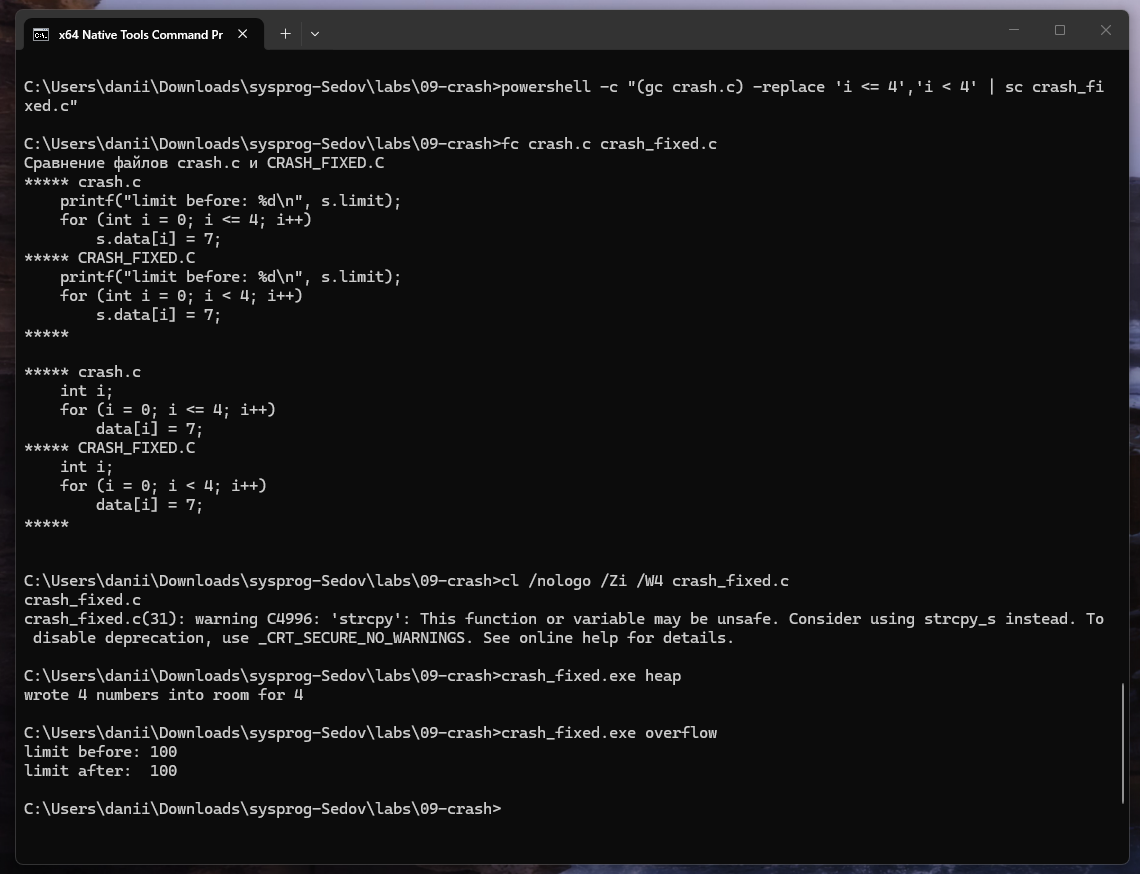 x64 Native Tools Command Pr
C:\Users\danii\Downloads\sysprog-Sedov\labs\09-crash>powershell -c "(gc crash.c) -replace 'i <= 4','i < 4' | sc crash_fi
xed.c"
C:\Users\danii\Downloads\sysprog-Sedov\labs\09-crash>fc crash.c crash_fixed.c
Сравнение файлов crash.c и CRASH_FIXED.C
***** crash.c
    printf("limit before: %d\n", s.limit);
    for (int i = 0; i <= 4; i++)
        s.data[i] = 7;
***** CRASH_FIXED.C
    printf("limit before: %d\n", s.limit);
    for (int i = 0; i < 4; i++)
        s.data[i] = 7;
*****
***** crash.c
    int i;
    for (i = 0; i <= 4; i++)
        data[i] = 7;
***** CRASH_FIXED.C
    int i;
    for (i = 0; i < 4; i++)
        data[i] = 7;
*****
C:\Users\danii\Downloads\sysprog-Sedov\labs\09-crash>cl /nologo /Zi /W4 crash_fixed.c
crash_fixed.c
crash_fixed.c(31): warning C4996: 'strcpy': This function or variable may be unsafe. Consider using strcpy_s instead. To
 disable deprecation, use _CRT_SECURE_NO_WARNINGS. See online help for details.
C:\Users\danii\Downloads\sysprog-Sedov\labs\09-crash>crash_fixed.exe heap
wrote 4 numbers into room for 4
C:\Users\danii\Downloads\sysprog-Sedov\labs\09-crash>crash_fixed.exe overflow
limit before: 100
limit after:  100
C:\Users\danii\Downloads\sysprog-Sedov\labs\09-crash>